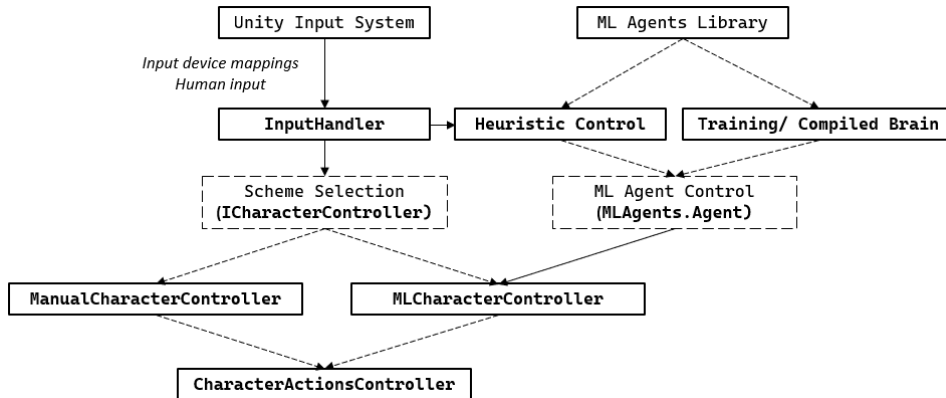 Unity Input System
ML Agents Library
Input device mappings
Human input
InputHandler
Heuristic Control
Training/ Compiled Brain
Scheme Selection
(ICharacterController)
ML Agent Control
(MLAgents.Agent)
ManualCharacterController
MLCharacterController
CharacterActionsController